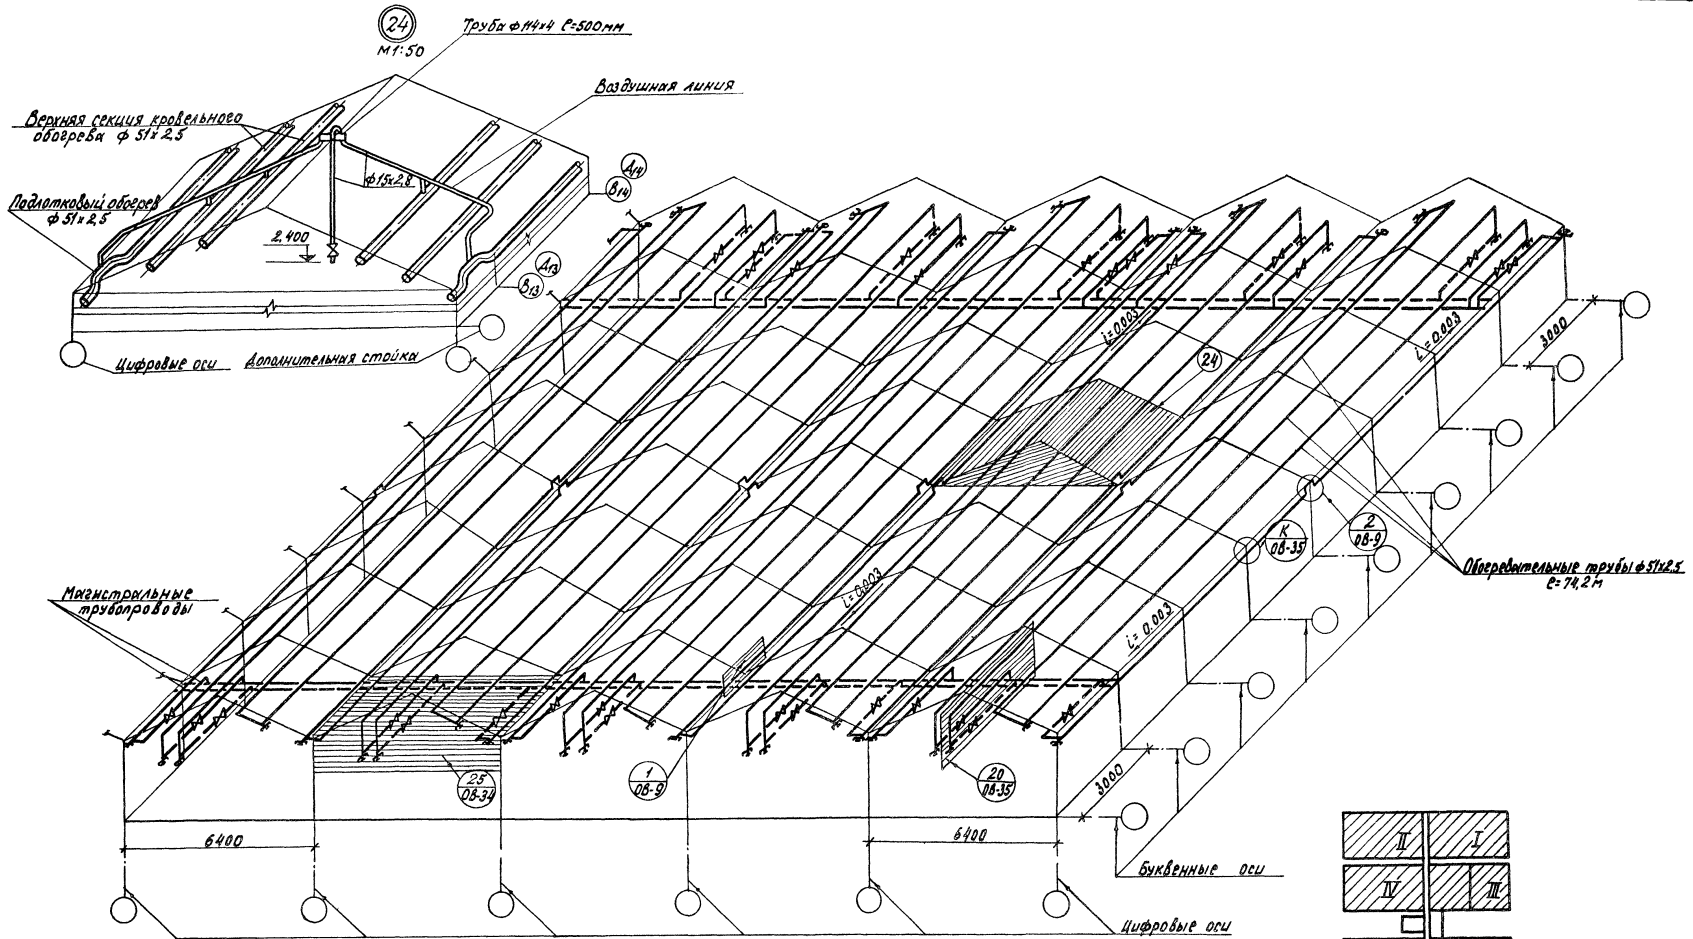 24
М1:50
Труба ф114х4 ℓ=500мм
Воздушная линия
Верхняя секция кровельного
обогрева ф 51х2,5
Подлотковый обогрев
ф 51х2,5
ф15х2,8
2.400
Д14
В14
Д13
В13
Цифровые оси
Дополнительная стойка
i=0.003
i=0.003
3000
24
2
ОВ-9
К
ОВ-35
Обогревательные трубы ф51х2,5
ℓ=74,2м
Магистральные
трубопроводы
i=0.003
i=0.003
25
ОВ-34
1
ОВ-9
20
ОВ-35
3000
6400
6400
Буквенные оси
Цифровые оси
II
I
IV
III